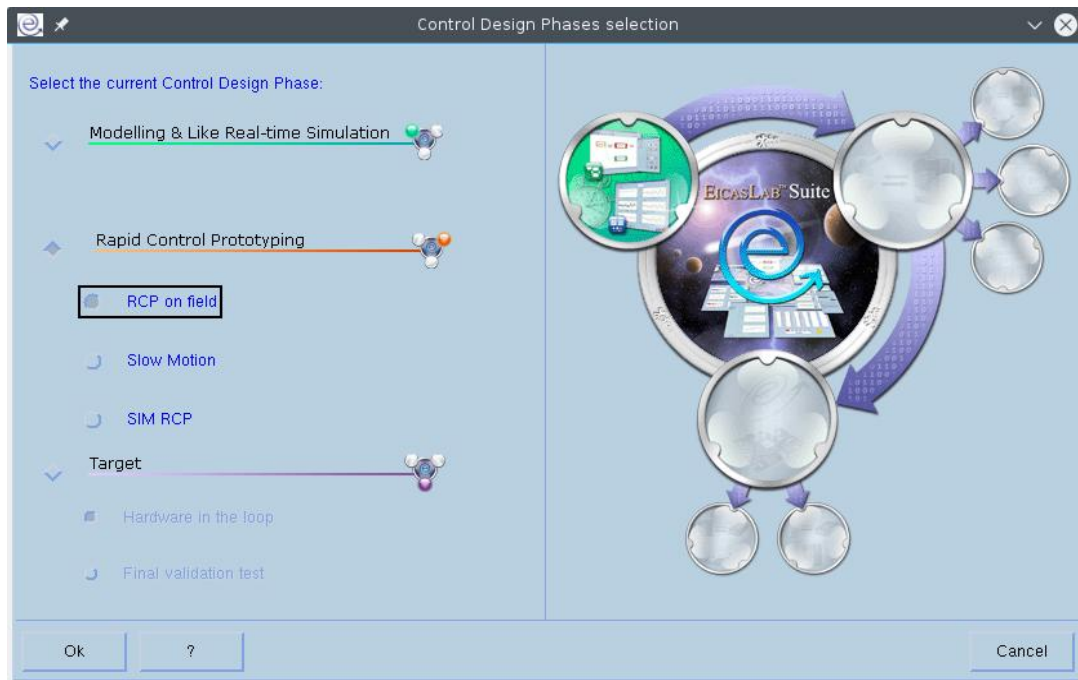 Control Design Phases selection
Select the current Control Design Phase:
Modelling & Like Real-time Simulation
Rapid Control Prototyping
RCP on field
Slow Motion
SIM RCP
Target
Hardware in the loop
Final validation test
EICASLAB™ Suite
Ok
?
Cancel